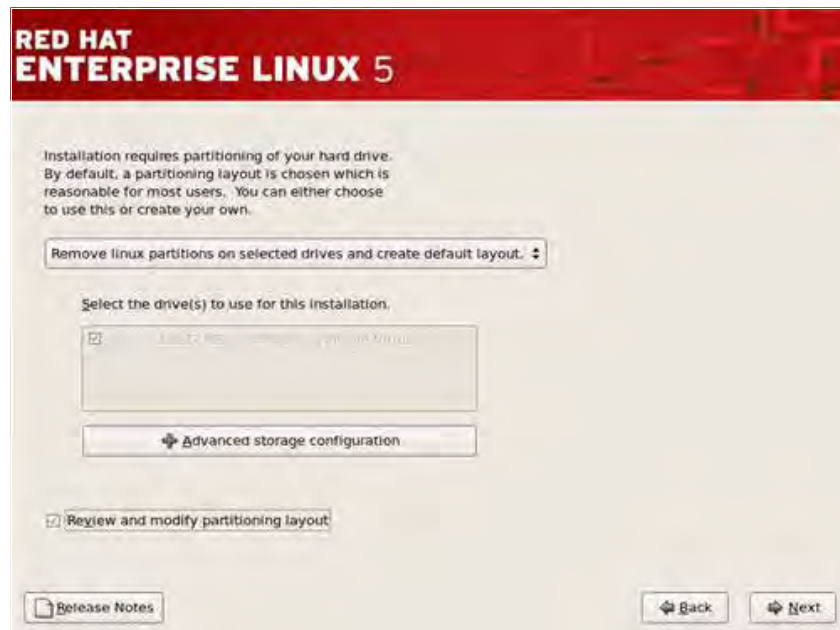 RED HAT
ENTERPRISE LINUX 5
Installation requires partitioning of your hard drive.
By default, a partitioning layout is chosen which is
reasonable for most users. You can either choose
to use this or create your own.
Remove linux partitions on selected drives and create default layout.
Select the drive(s) to use for this installation.
Advanced storage configuration
Review and modify partitioning layout
Release Notes
Back
Next